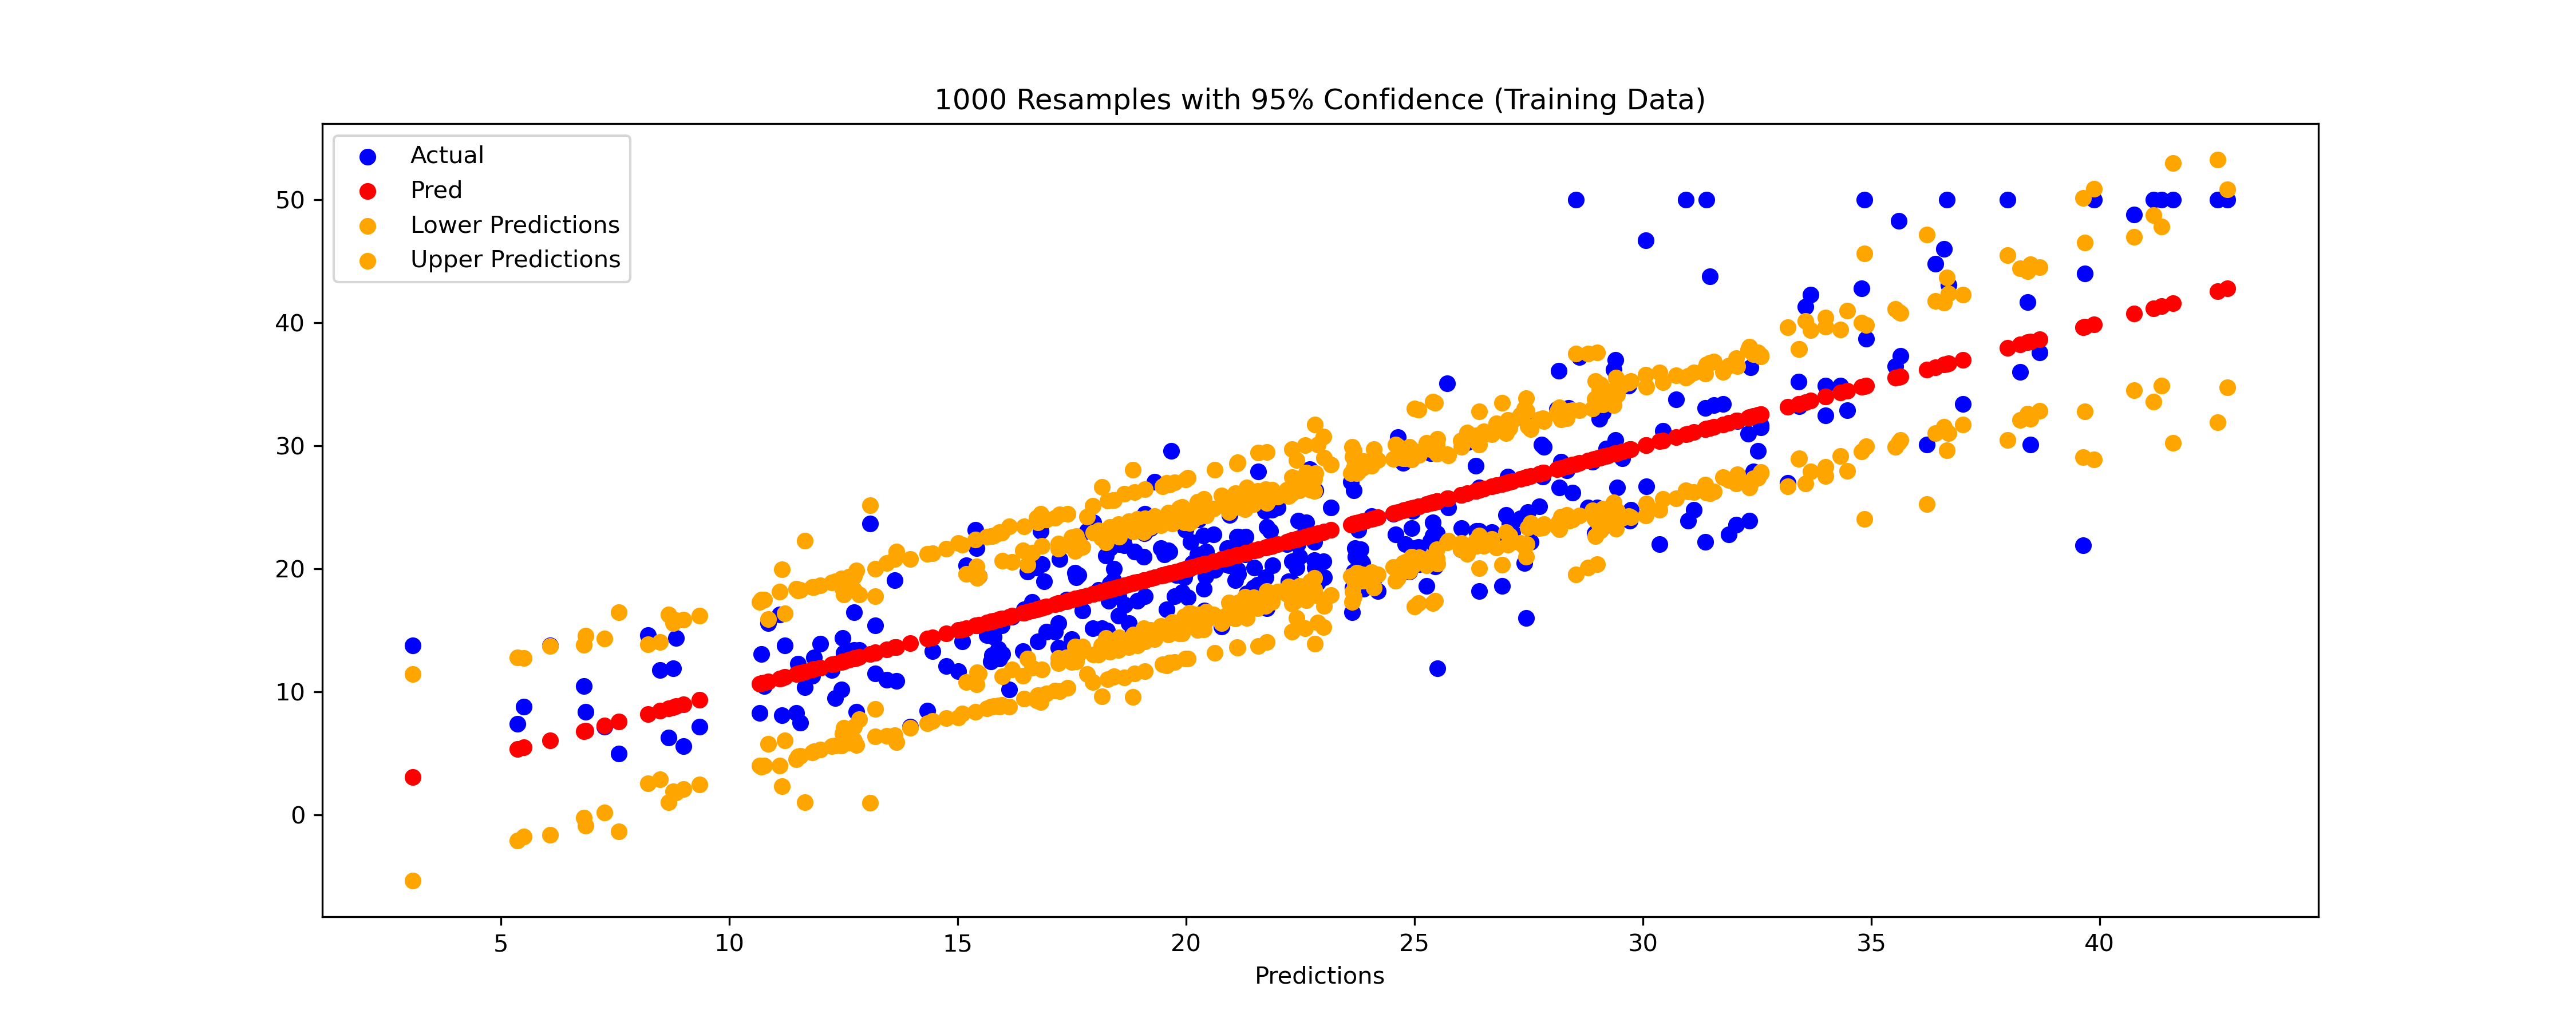 1000 Resamples with 95% Confidence (Training Data)
Actual
Pred
Lower Predictions
Upper Predictions
50
40
30
20
10
0
5 10 15 20 25 30 35 40
Predictions